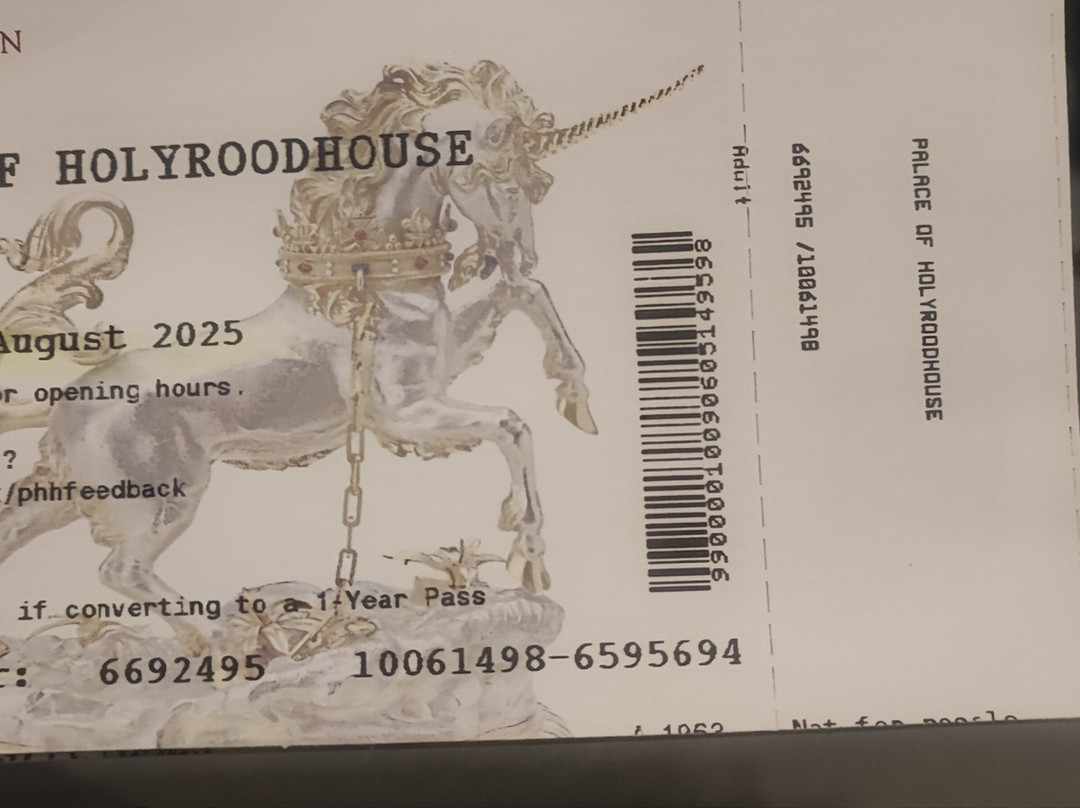 N
F HOLYROODHOUSE
August 2025
r opening hours.
?
/phhfeedback
if converting to a 1-Year Pass
r: 6692495 10061498-6595694
Adult
6692495 /10061498
PALACE OF HOLYROODHOUSE